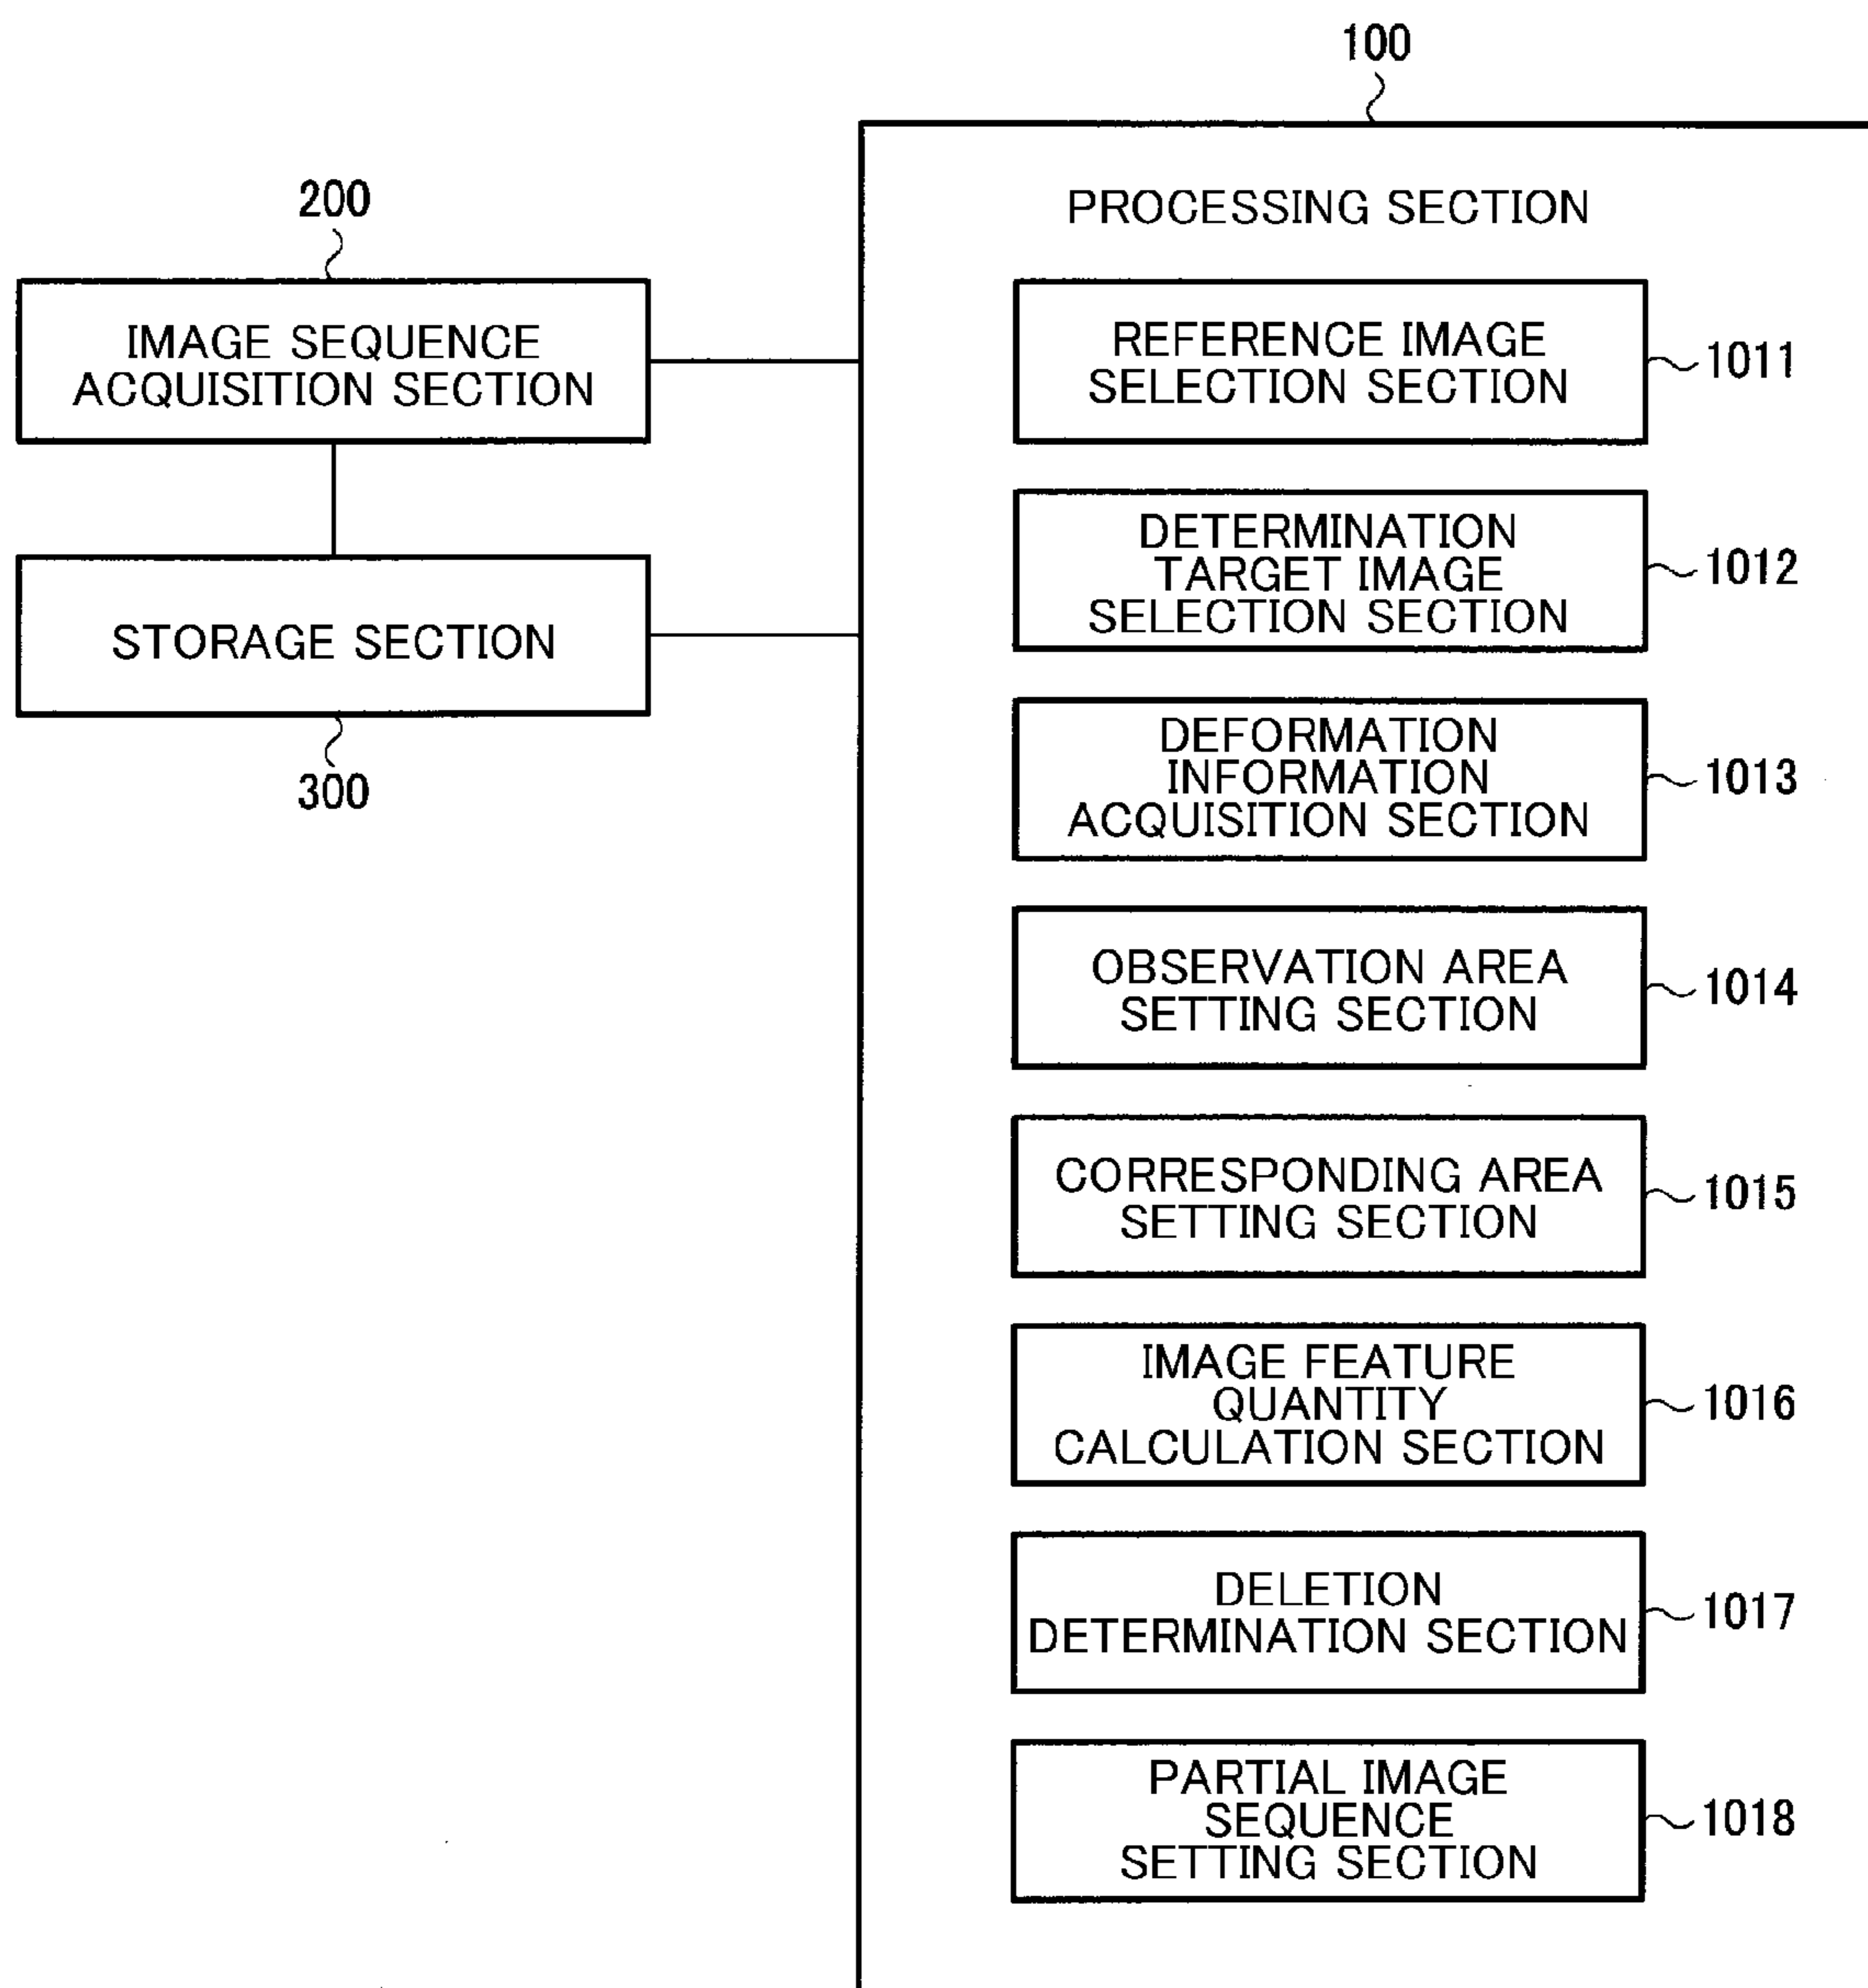 100
PROCESSING SECTION
200
IMAGE SEQUENCE
ACQUISITION SECTION
STORAGE SECTION
300
REFERENCE IMAGE
SELECTION SECTION
1011
DETERMINATION
TARGET IMAGE
SELECTION SECTION
1012
DEFORMATION
INFORMATION
ACQUISITION SECTION
1013
OBSERVATION AREA
SETTING SECTION
1014
CORRESPONDING AREA
SETTING SECTION
1015
IMAGE FEATURE
QUANTITY
CALCULATION SECTION
1016
DELETION
DETERMINATION SECTION
1017
PARTIAL IMAGE
SEQUENCE
SETTING SECTION
1018